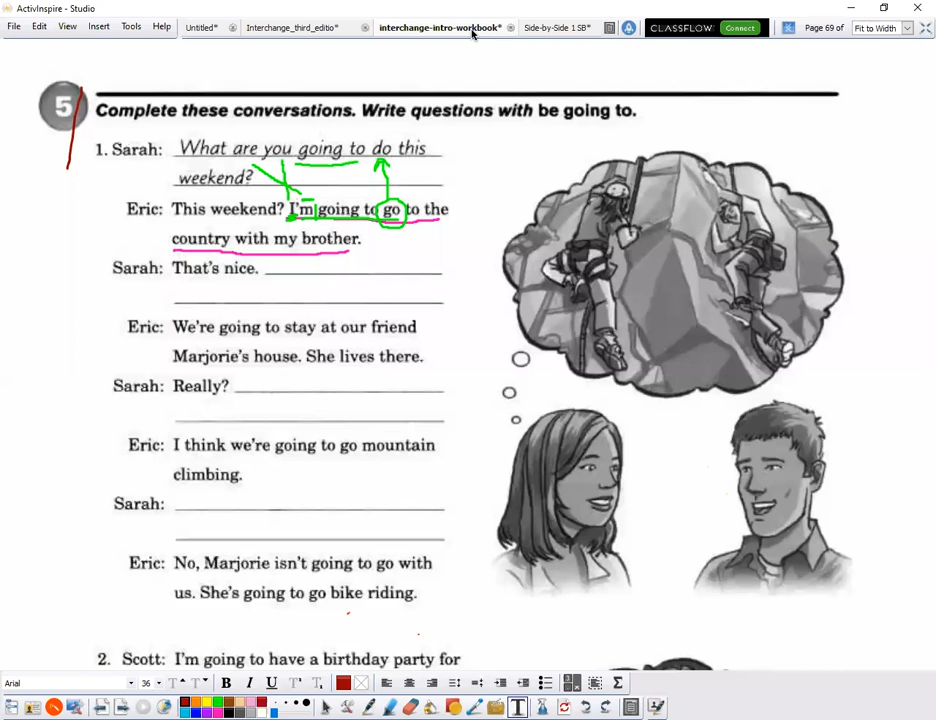 ActivInspire - Studio
File Edit View Insert Tools Help Untitled* Interchange_third_editio* interchange-intro-workbook* Side-by-Side 1 SB* CLASSFLOW Connect Page 69 of Fit to Width
5 Complete these conversations. Write questions with be going to.
1. Sarah: What are you going to do this
weekend?
Eric: This weekend? I'm going to go to the
country with my brother.
Sarah: That's nice.
Eric: We're going to stay at our friend
Marjorie's house. She lives there.
Sarah: Really?
Eric: I think we're going to go mountain
climbing.
Sarah:
Eric: No, Marjorie isn't going to go with
us. She's going to go bike riding.
2. Scott: I'm going to have a birthday party for
Arial 36 B I U